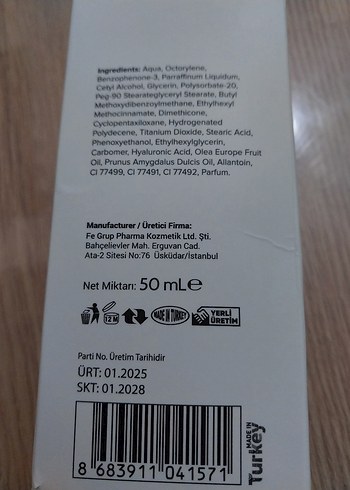 Ingredients: Aqua, Octorylene,
Benzophenone-3, Parraffinum Liquidum,
Cetyl Alcohol, Glycerin, Polysorbate-20,
Peg-90 Stearateglyceryl Stearate, Butyl
Methoxydibenzoylmethane, Ethylhexyl
Methocinnamate, Dimethicone,
Cyclopentaxiloxane, Hydrogenated
Polydecene, Titanium Dioxide, Stearic Acid,
Phenoxyethanol, Ethylhexylglycerin,
Carbomer, Hyaluronic Acid, Olea Europe Fruit
Oil, Prunus Amygdalus Dulcis Oil, Allantoin,
CI 77499, CI 77491, CI 77492, Parfum.
Manufacturer / Üretici Firma:
Fe Grup Pharma Kozmetik Ltd. Şti.
Bahçelievler Mah. Erguvan Cad.
Ata-2 Sitesi No:76 Üsküdar/İstanbul
Net Miktarı: 50 mLe
12 M
MADE IN TURKEY
YERLİ
ÜRETİM
Parti No. Üretim Tarihidir
ÜRT: 01.2025
SKT: 01.2028
8 683911 041571
MADE IN
Turkey